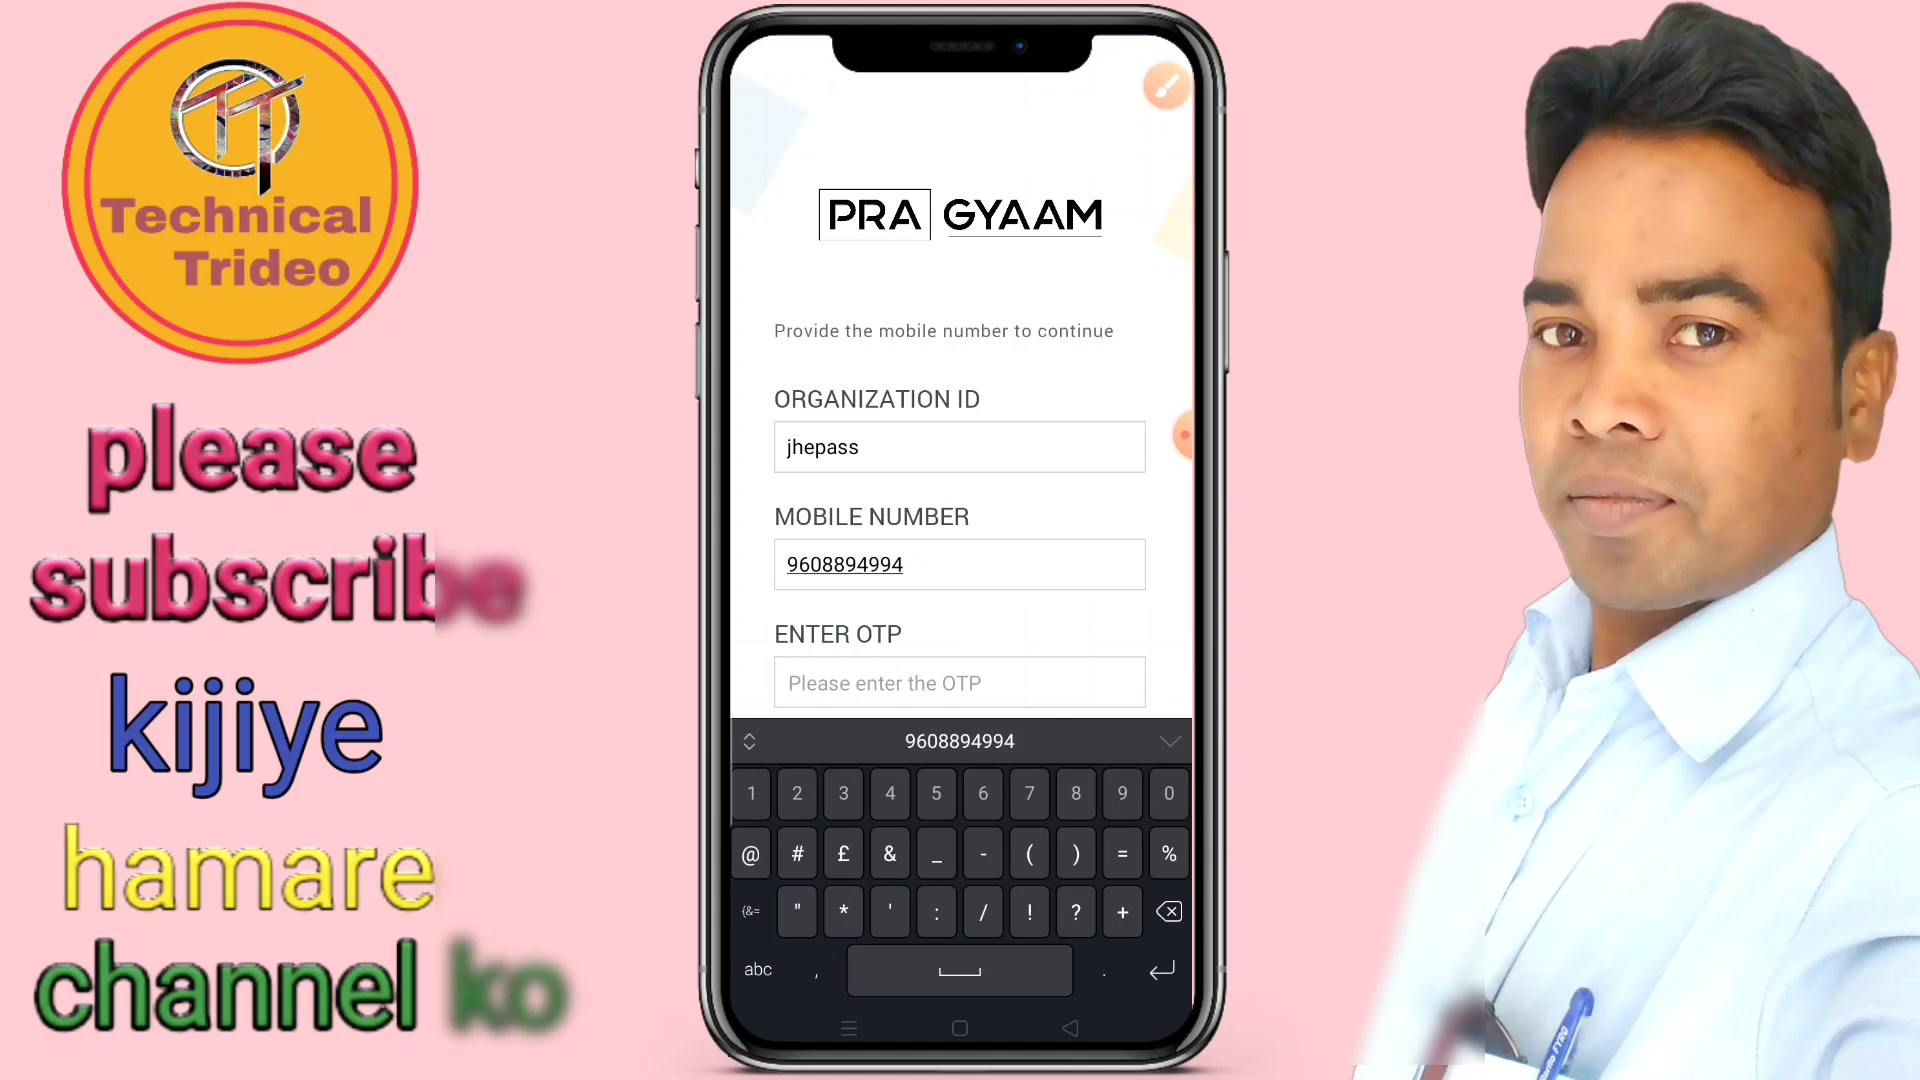 TT
Technical
Trideo
please
subscribe
kijiye
hamare
channel ko
PRA GYAAM
Provide the mobile number to continue
ORGANIZATION ID
jhepass
MOBILE NUMBER
9608894994
ENTER OTP
Please enter the OTP
9608894994
1 2 3 4 5 6 7 8 9 0
@ # £ & _ - ( ) = %
{&= " * ' : / ! ? +
abc , .